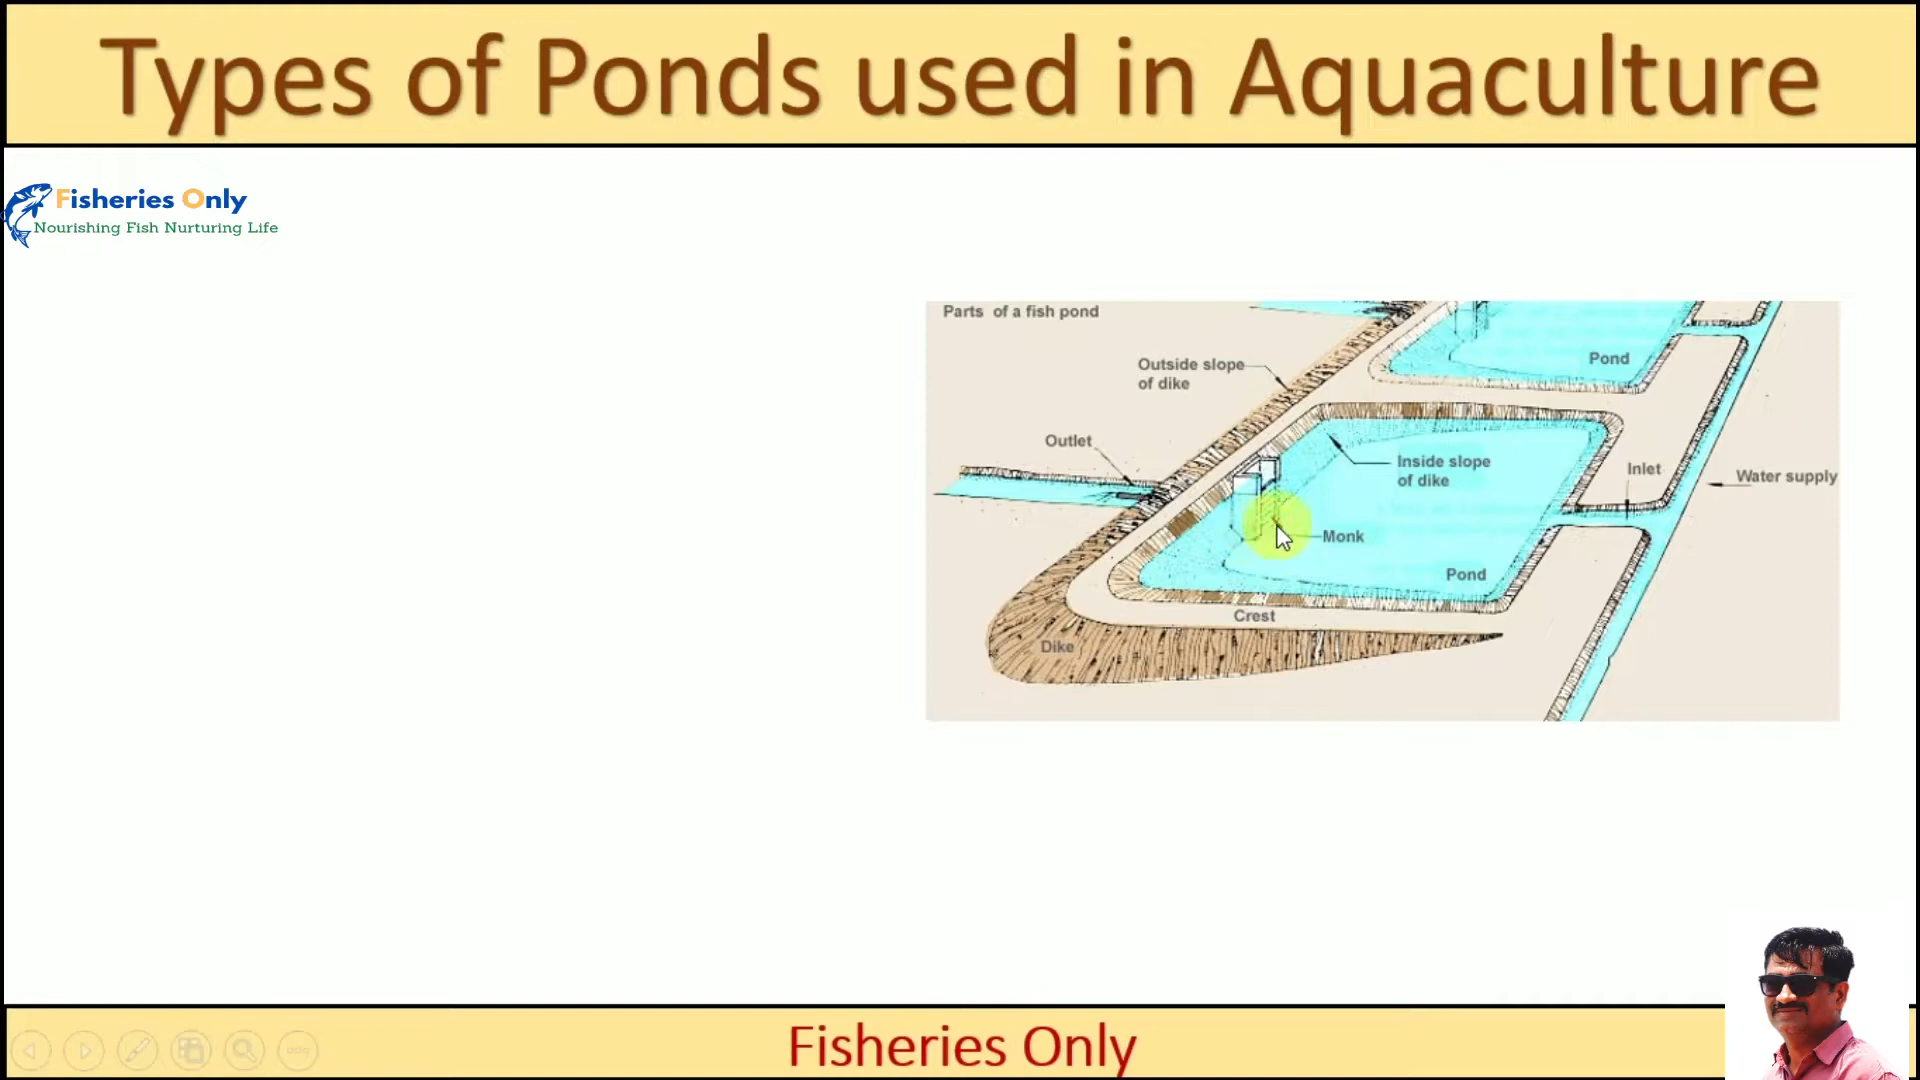 Types of Ponds used in Aquaculture
Fisheries Only
Nourishing Fish Nurturing Life
Parts of a fish pond
Pond
Outside slope
of dike
Outlet
Inside slope
of dike
Inlet
Water supply
Monk
Pond
Crest
Dike
Fisheries Only